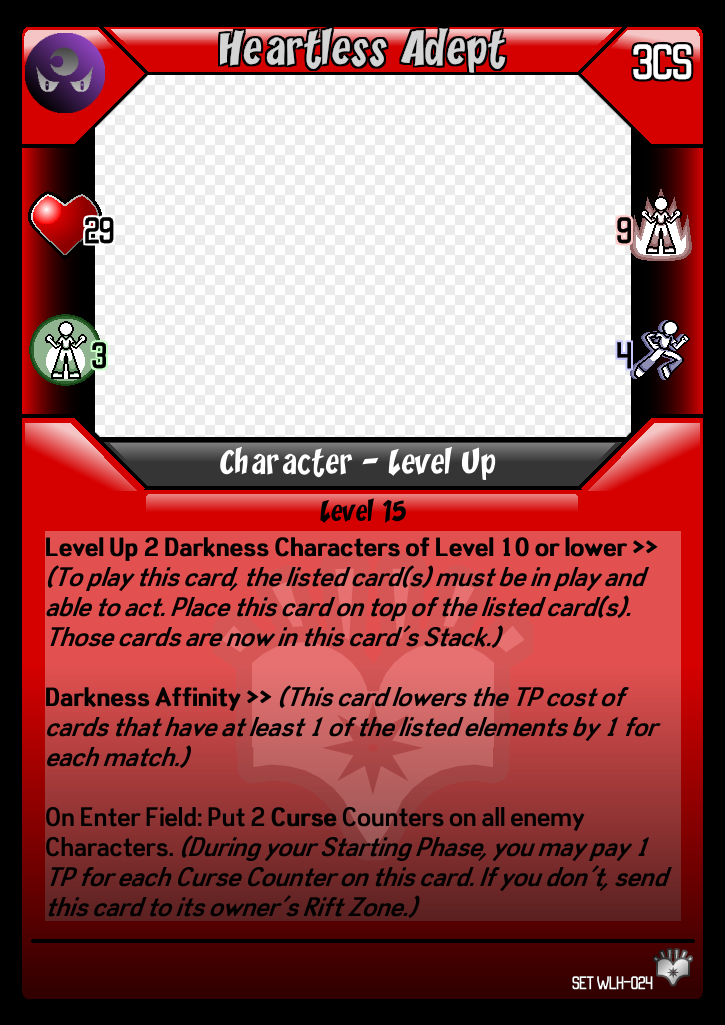 Heartless Adept
3CS
29
9
3
4
Character - Level Up
Level 15
Level Up 2 Darkness Characters of Level 10 or lower >>
(To play this card, the listed card(s) must be in play and
able to act. Place this card on top of the listed card(s).
Those cards are now in this card's Stack.)
Darkness Affinity >> (This card lowers the TP cost of
cards that have at least 1 of the listed elements by 1 for
each match.)
On Enter Field: Put 2 Curse Counters on all enemy
Characters. (During your Starting Phase, you may pay 1
TP for each Curse Counter on this card. If you don't, send
this card to its owner's Rift Zone.)
SET WLH-024